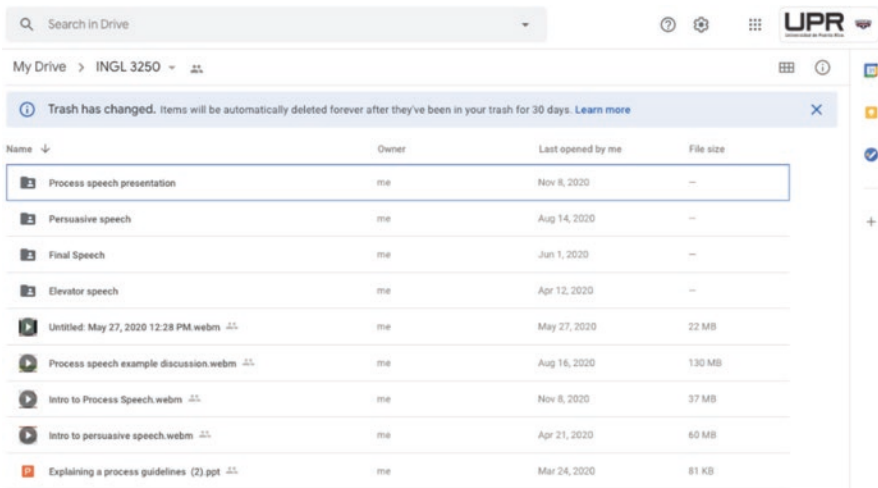 Search in Drive
UPR
Universidad de Puerto Rico
My Drive > INGL 3250
Trash has changed. Items will be automatically deleted forever after they've been in your trash for 30 days. Learn more
Name Owner Last opened by me File size
Process speech presentation me Nov 8, 2020 —
Persuasive speech me Aug 14, 2020 —
Final Speech me Jun 1, 2020 —
Elevator speech me Apr 12, 2020 —
Untitled: May 27, 2020 12:28 PM.webm me May 27, 2020 22 MB
Process speech example discussion.webm me Aug 16, 2020 130 MB
Intro to Process Speech.webm me Nov 8, 2020 37 MB
Intro to persuasive speech.webm me Apr 21, 2020 60 MB
P Explaining a process guidelines (2).ppt me Mar 24, 2020 81 KB